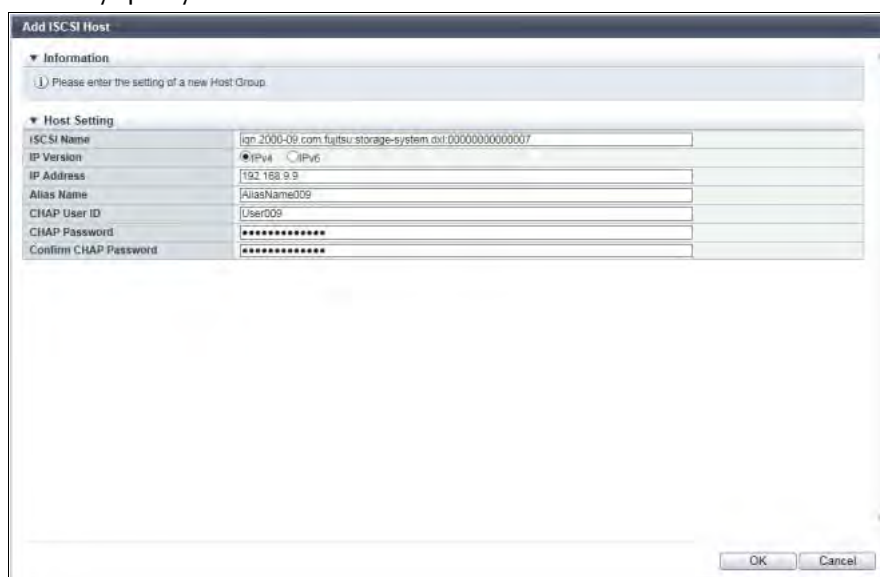 Add iSCSI Host
Information
Please enter the setting of a new Host Group.
Host Setting
iSCSI Name iqn.2000-09.com.fujitsu:storage-system.dxl:00000000000007
IP Version IPv4 IPv6
IP Address 192.168.9.9
Alias Name AliasName009
CHAP User ID User009
CHAP Password •••••••••••••
Confirm CHAP Password •••••••••••••
OK Cancel